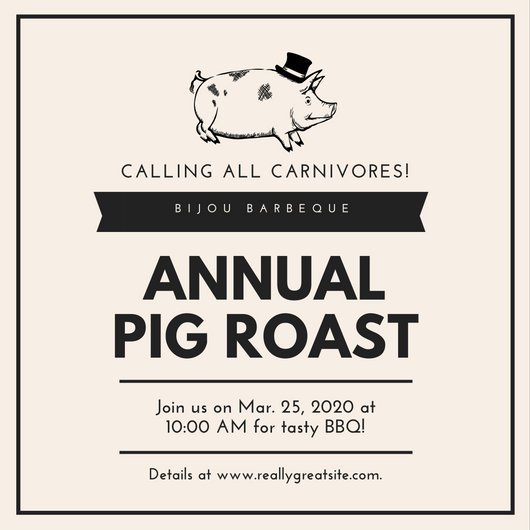 CALLING ALL CARNIVORES!
BIJOU BARBEQUE
ANNUAL
PIG ROAST
Join us on Mar. 25, 2020 at
10:00 AM for tasty BBQ!
Details at www.reallygreatsite.com.